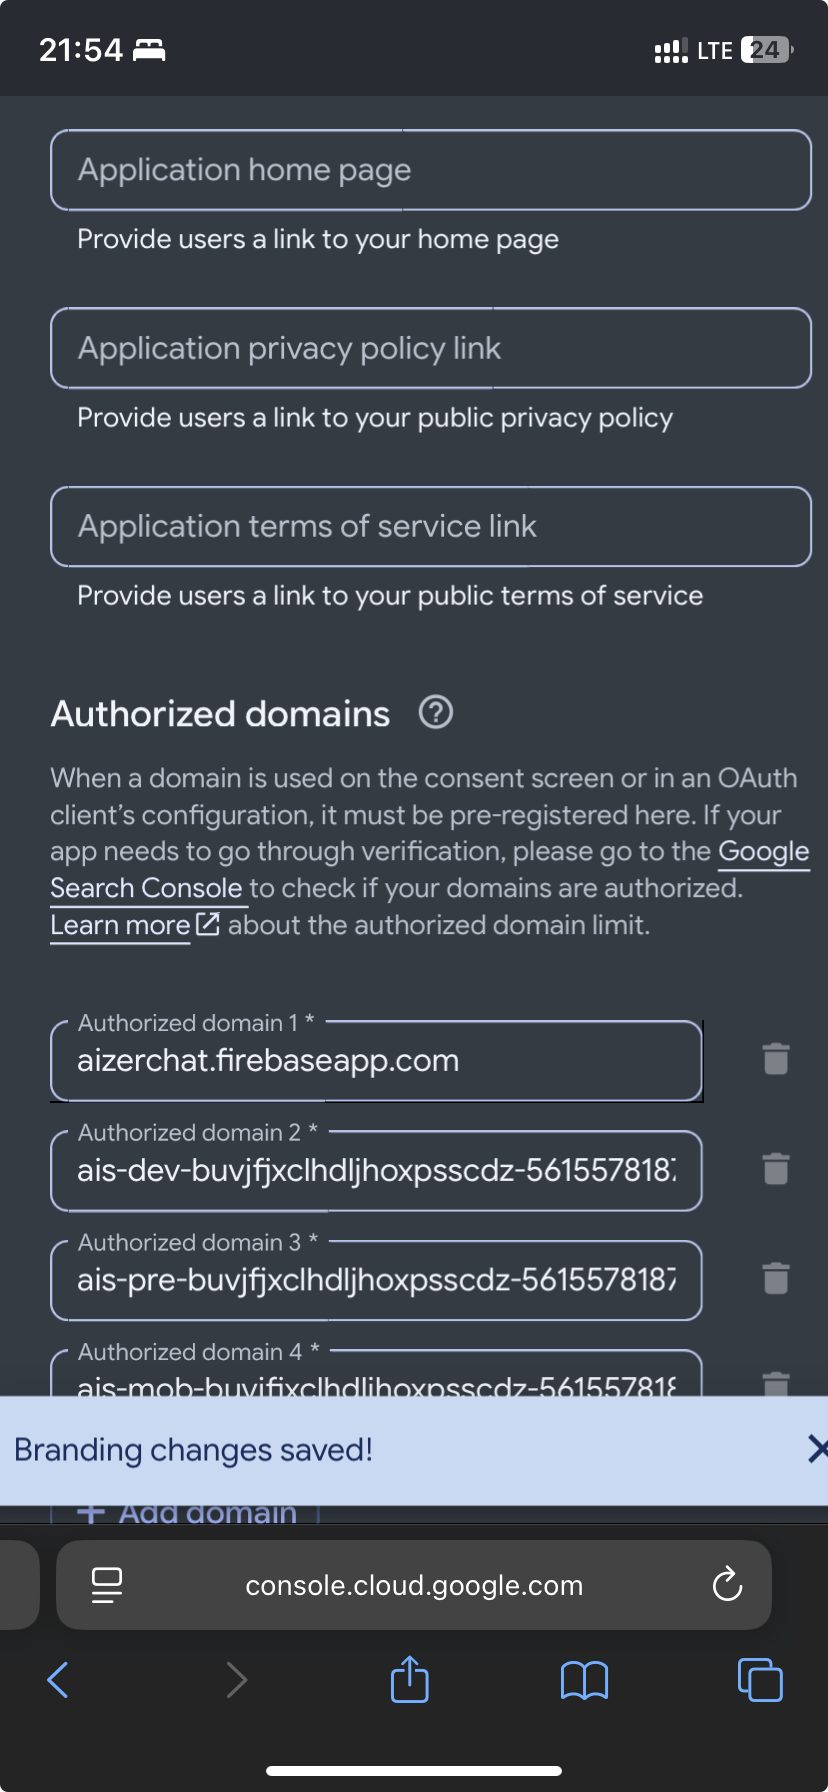 21:54
LTE 24
Application home page
Provide users a link to your home page
Application privacy policy link
Provide users a link to your public privacy policy
Application terms of service link
Provide users a link to your public terms of service
Authorized domains
When a domain is used on the consent screen or in an OAuth
client's configuration, it must be pre-registered here. If your
app needs to go through verification, please go to the Google
Search Console to check if your domains are authorized.
Learn more about the authorized domain limit.
Authorized domain 1 *
aizerchat.firebaseapp.com
Authorized domain 2 *
ais-dev-buvjfjxclhdljhoxpsscdz-5615578187
Authorized domain 3 *
ais-pre-buvjfjxclhdljhoxpsscdz-5615578187
Authorized domain 4 *
ais-mob-buvjfjxclhdljhoxpsscdz-561557818
Branding changes saved!
+ Add domain
console.cloud.google.com